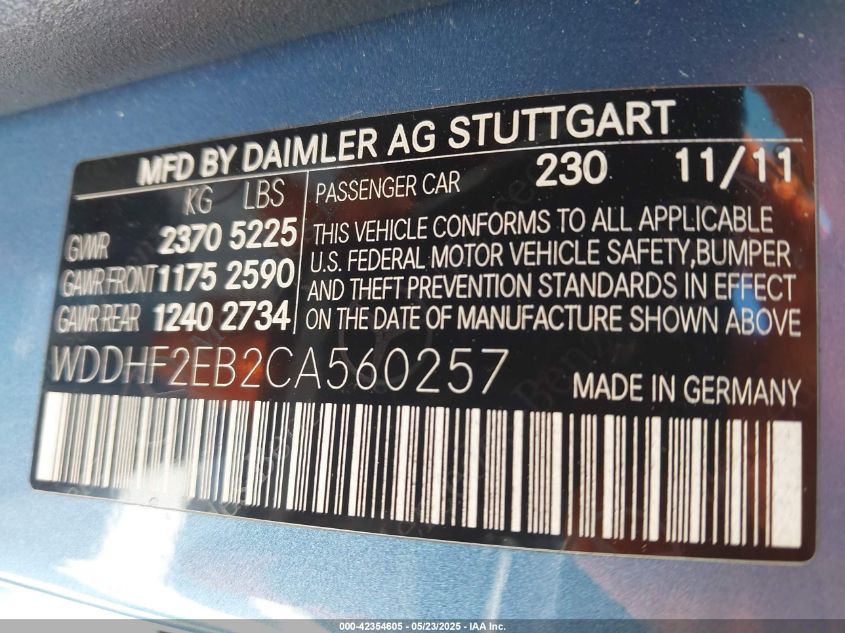 MFD BY DAIMLER AG STUTTGART
KG LBS
GVWR 2370 5225
GAWR FRONT 1175 2590
GAWR REAR 1240 2734
PASSENGER CAR 230 11/11
THIS VEHICLE CONFORMS TO ALL APPLICABLE
U.S. FEDERAL MOTOR VEHICLE SAFETY,BUMPER
AND THEFT PREVENTION STANDARDS IN EFFECT
ON THE DATE OF MANUFACTURE SHOWN ABOVE
WDDHF2EB2CA560257
MADE IN GERMANY
000-42354605 - 05/23/2025 - IAA, Inc.